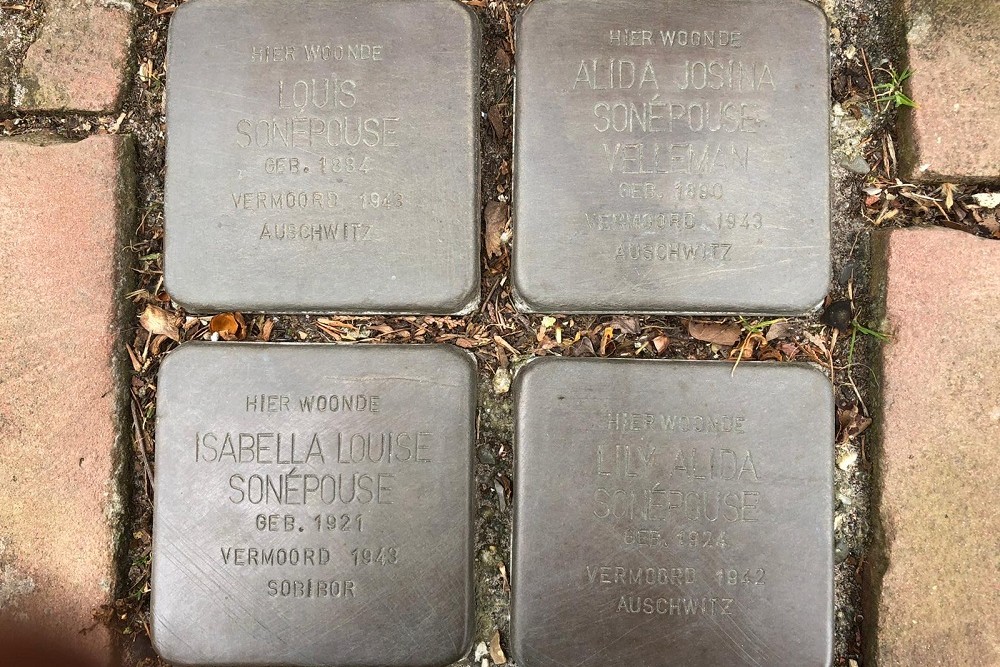 HIER WOONDE
LOUIS
SONÉPOUSE
GEB. 1884
VERMOORD 1943
AUSCHWITZ
HIER WOONDE
ALIDA JOSINA
SONÉPOUSE
VELLEMAN
GEB. 1890
VERMOORD 1943
AUSCHWITZ
HIER WOONDE
ISABELLA LOUISE
SONÉPOUSE
GEB. 1921
VERMOORD 1943
SOBIBOR
HIER WOONDE
LILY ALIDA
SONÉPOUSE
GEB. 1924
VERMOORD 1942
AUSCHWITZ